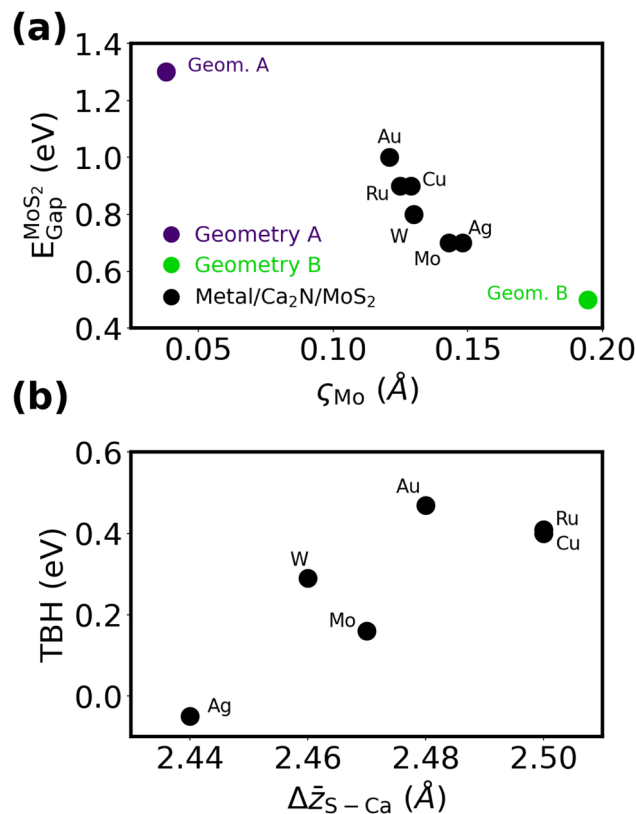 (a)
1.4
1.2
1.0
0.8
0.6
0.4
E_Gap^MoS₂ (eV)
Geom. A
Au
Ru
Cu
W
Mo
Ag
Geom. B
Geometry A
Geometry B
Metal/Ca₂N/MoS₂
0.05 0.10 0.15 0.20
ς_Mo (Å)
(b)
0.6
0.4
0.2
0.0
TBH (eV)
Au
Ru
Cu
W
Mo
Ag
2.44 2.46 2.48 2.50
Δz̄_S−Ca (Å)